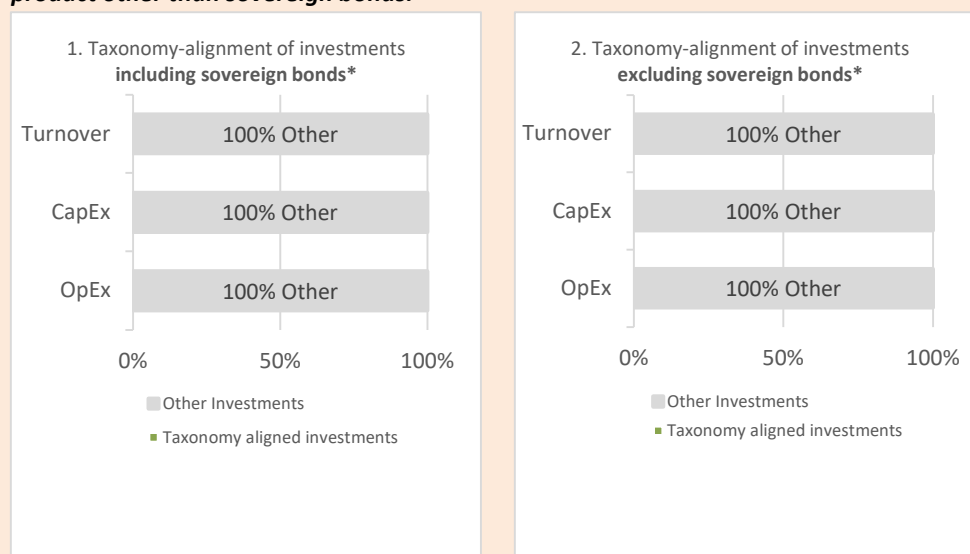 product other than sovereign bonds.
1. Taxonomy-alignment of investments
including sovereign bonds*
Turnover
100% Other
CapEx
100% Other
OpEx
100% Other
0%
50%
100%
Other Investments
Taxonomy aligned investments
2. Taxonomy-alignment of investments
excluding sovereign bonds*
Turnover
100% Other
CapEx
100% Other
OpEx
100% Other
0%
50%
100%
Other Investments
Taxonomy aligned investments